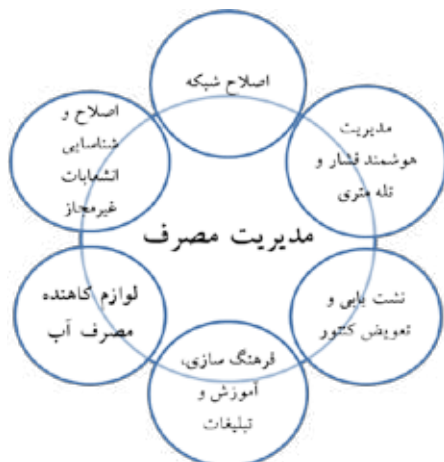 اصلاح شبکه
مدیریت
هوشمند فشار و
تله متری
نشت یابی و
تعویض کنتور
فرهنگ سازی،
آموزش و
تبلیغات
لوازم کاهنده
مصرف آب
اصلاح و
شناسایی
انشعابات
غیرمجاز
مدیریت مصرف